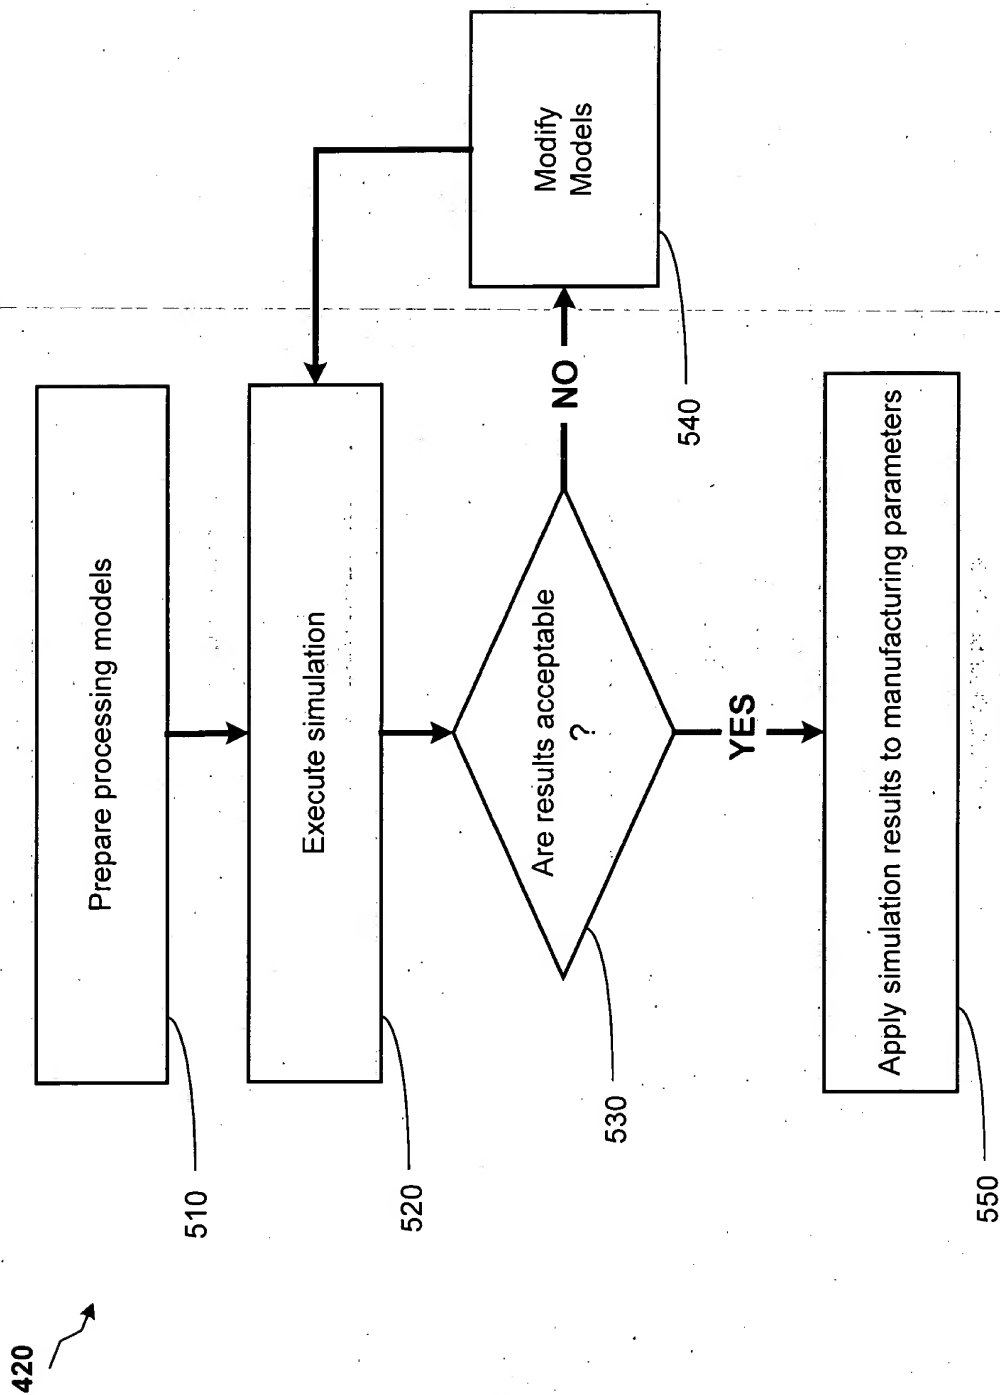 420
Prepare processing models
510
Execute simulation
520
Are results acceptable
?
530
NO
Modify
Models
540
YES
Apply simulation results to manufacturing parameters
550